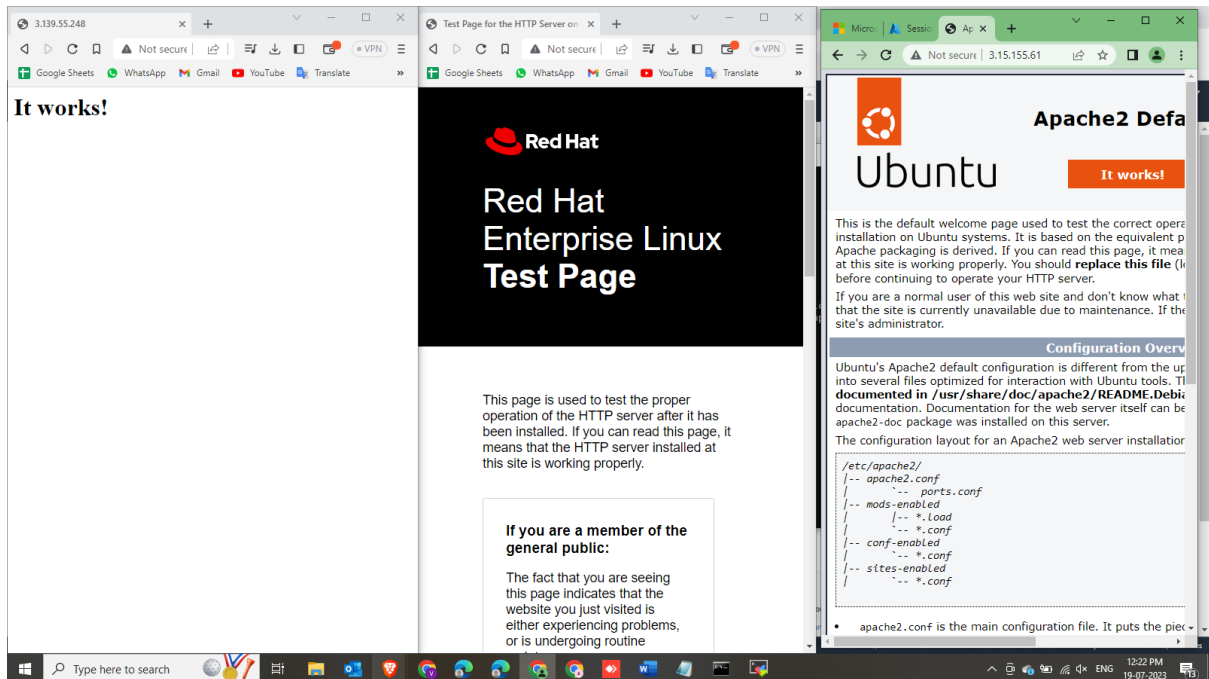 3.139.55.248
Not secure
VPN
Google Sheets
WhatsApp
Gmail
YouTube
Translate
»
It works!
Test Page for the HTTP Server on
Not secure
VPN
Google Sheets
WhatsApp
Gmail
YouTube
Translate
»
Red Hat
Red Hat
Enterprise Linux
Test Page
This page is used to test the proper
operation of the HTTP server after it has
been installed. If you can read this page, it
means that the HTTP server installed at
this site is working properly.
If you are a member of the
general public:
The fact that you are seeing
this page indicates that the
website you just visited is
either experiencing problems,
or is undergoing routine
Micro
Sessio
Ap
Not secure
3.15.155.61
Ubuntu
Apache2 Defa
It works!
This is the default welcome page used to test the correct opera
installation on Ubuntu systems. It is based on the equivalent p
Apache packaging is derived. If you can read this page, it mea
at this site is working properly. You should replace this file (l
before continuing to operate your HTTP server.
If you are a normal user of this web site and don't know what
that the site is currently unavailable due to maintenance. If the
site's administrator.
Configuration Overv
Ubuntu's Apache2 default configuration is different from the up
into several files optimized for interaction with Ubuntu tools. T
documented in /usr/share/doc/apache2/README.Debia
documentation. Documentation for the web server itself can be
apache2-doc package was installed on this server.
The configuration layout for an Apache2 web server installation
/etc/apache2/
|-- apache2.conf
|       `--  ports.conf
|-- mods-enabled
|       |-- *.load
|       `-- *.conf
|-- conf-enabled
|       `-- *.conf
|-- sites-enabled
|       `-- *.conf
• apache2.conf is the main configuration file. It puts the piec
Type here to search
ENG
12:22 PM
19-07-2023